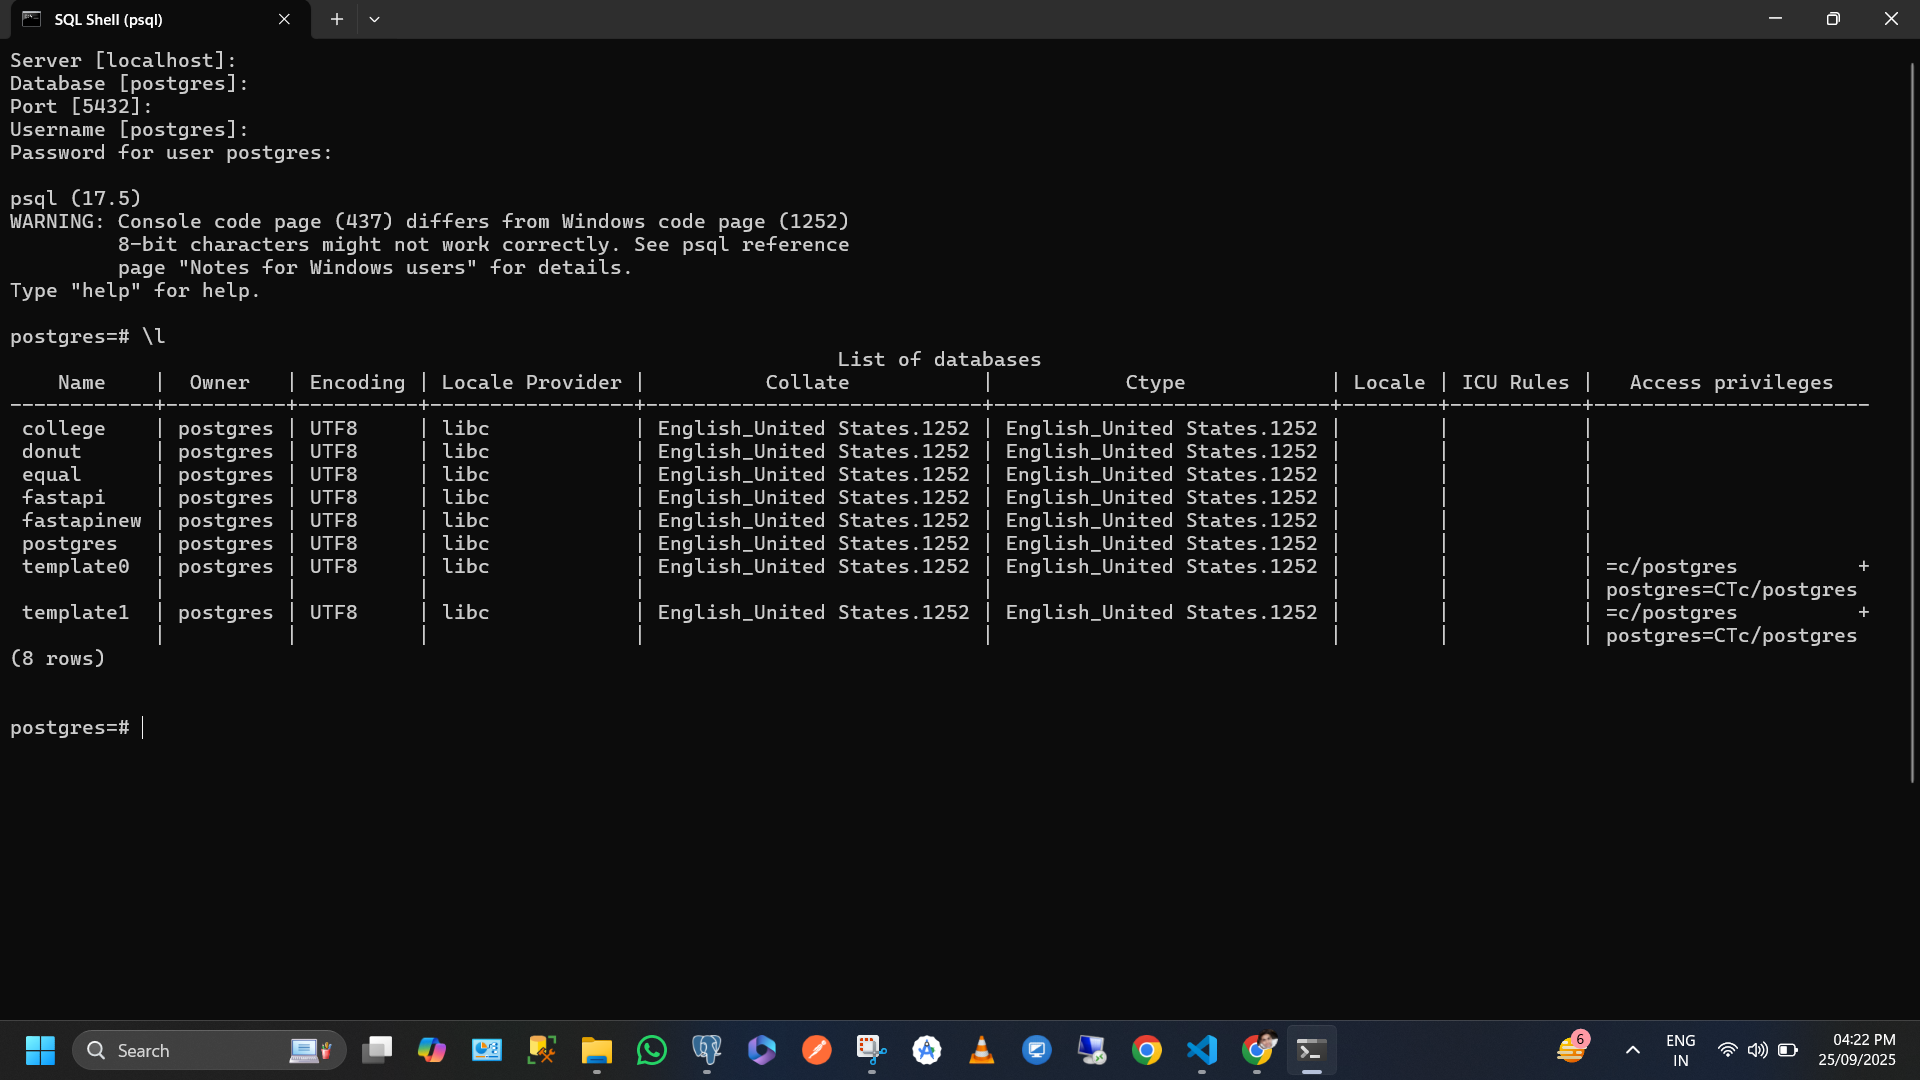 SQL Shell (psql)
Server [localhost]:
Database [postgres]:
Port [5432]:
Username [postgres]:
Password for user postgres:
psql (17.5)
WARNING: Console code page (437) differs from Windows code page (1252)
         8-bit characters might not work correctly. See psql reference
         page "Notes for Windows users" for details.
Type "help" for help.
postgres=# \l
List of databases
    Name    |  Owner   | Encoding | Locale Provider |          Collate           |           Ctype            | Locale | ICU Rules |   Access privileges
------------+----------+----------+-----------------+----------------------------+----------------------------+--------+-----------+-----------------------
 college    | postgres | UTF8     | libc            | English_United States.1252 | English_United States.1252 |        |           |
 donut      | postgres | UTF8     | libc            | English_United States.1252 | English_United States.1252 |        |           |
 equal      | postgres | UTF8     | libc            | English_United States.1252 | English_United States.1252 |        |           |
 fastapi    | postgres | UTF8     | libc            | English_United States.1252 | English_United States.1252 |        |           |
 fastapinew | postgres | UTF8     | libc            | English_United States.1252 | English_United States.1252 |        |           |
 postgres   | postgres | UTF8     | libc            | English_United States.1252 | English_United States.1252 |        |           |
 template0  | postgres | UTF8     | libc            | English_United States.1252 | English_United States.1252 |        |           | =c/postgres          +
            |          |          |                 |                            |                            |        |           | postgres=CTc/postgres
 template1  | postgres | UTF8     | libc            | English_United States.1252 | English_United States.1252 |        |           | =c/postgres          +
            |          |          |                 |                            |                            |        |           | postgres=CTc/postgres
(8 rows)
postgres=#
Search
6
ENG
IN
04:22 PM
25/09/2025